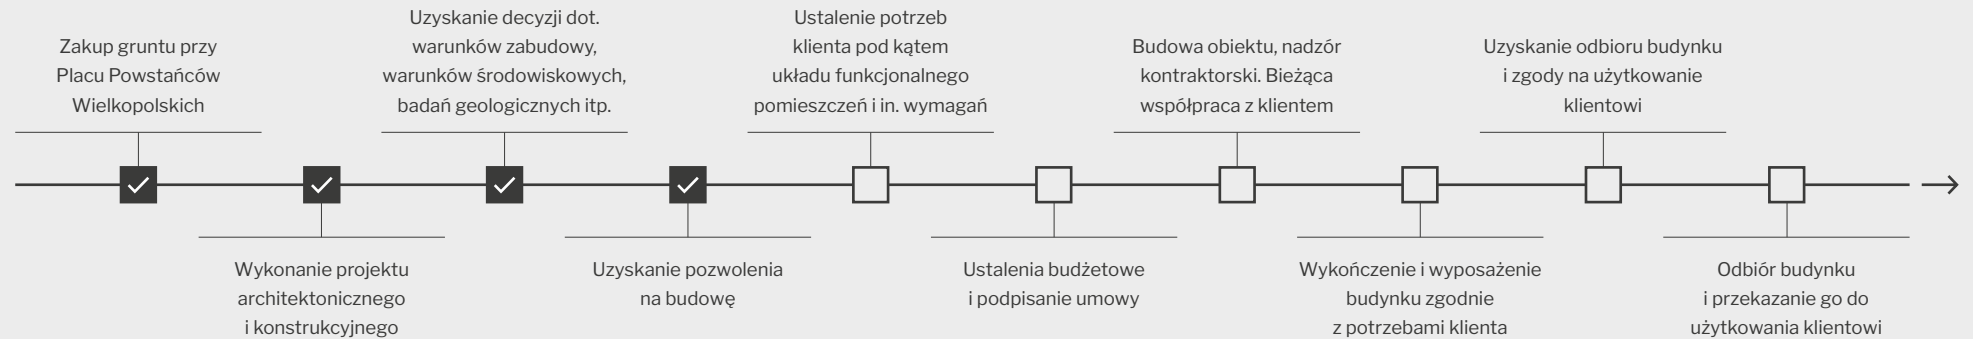 Zakup gruntu przy
Placu Powstańców
Wielkopolskich
Wykonanie projektu
architektonicznego
i konstrukcyjnego
Uzyskanie decyzji dot.
warunków zabudowy,
warunków środowiskowych,
badań geologicznych itp.
Uzyskanie pozwolenia
na budowę
Ustalenie potrzeb
klienta pod kątem
układu funkcjonalnego
pomieszczeń i in. wymagań
Ustalenia budżetowe
i podpisanie umowy
Budowa obiektu, nadzór
kontraktorski. Bieżąca
współpraca z klientem
Wykończenie i wyposażenie
budynku zgodnie
z potrzebami klienta
Uzyskanie odbioru budynku
i zgody na użytkowanie
klientowi
Odbiór budynku
i przekazanie go do
użytkowania klientowi